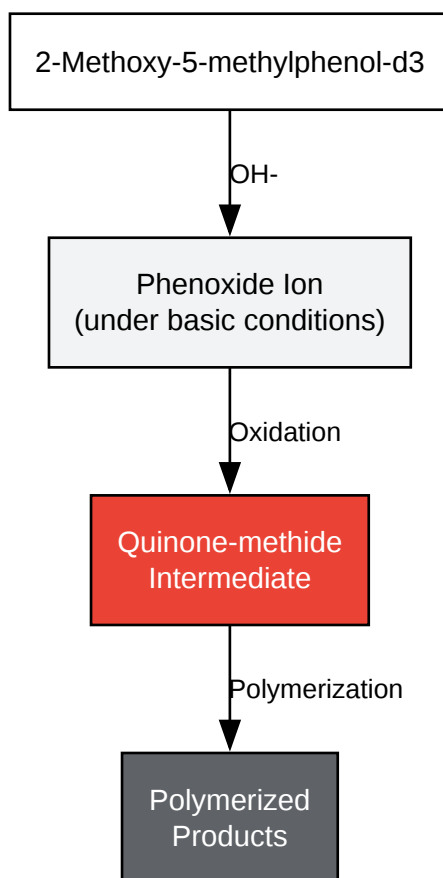 2-Methoxy-5-methylphenol-d3
OH-
Phenoxide Ion
(under basic conditions)
Oxidation
Quinone-methide
Intermediate
Polymerization
Polymerized
Products